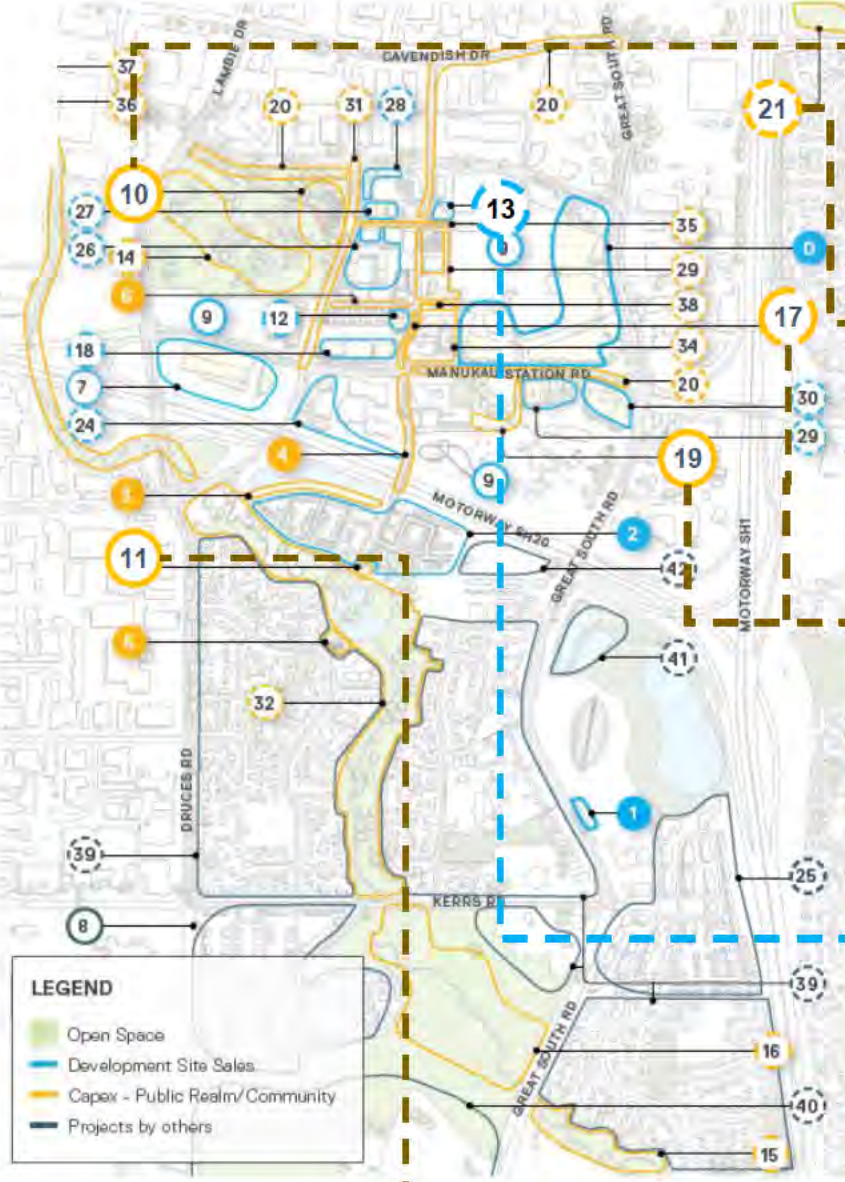 LAMBIE DR
CAVENDISH DR
GREAT SOUTH RD
37
36
20
31
28
20
21
10
27
13
35
26
14
9
29
38
9
12
17
34
18
MANUKAU STATION RD
20
7
30
24
29
4
9
19
3
MOTORWAY SH20
2
GREAT SOUTH RD
MOTORWAY SH1
11
42
41
32
DRUCES RD
1
39
25
KERRS R
8
39
LEGEND
Open Space
Development Site Sales
Capex - Public Realm/Community
Projects by others
GREAT SOUTH RD
16
40
15